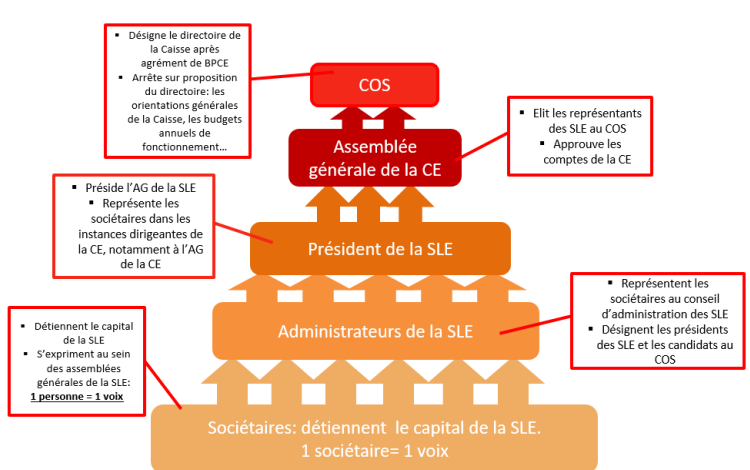 ▪ Désigne le directoire de
la Caisse après
agrément de BPCE
▪ Arrête sur proposition
du directoire: les
orientations générales
de la Caisse, les budgets
annuels de
fonctionnement…
COS
▪ Elit les représentants
des SLE au COS
▪ Approuve les
comptes de la CE
Assemblée
générale de la CE
▪ Préside l’AG de la SLE
▪ Représente les
sociétaires dans les
instances dirigeantes de
la CE, notamment à l’AG
de la CE
Président de la SLE
▪ Représentent les
sociétaires au conseil
d’administration des SLE
▪ Désignent les présidents
des SLE et les candidats au
COS
Administrateurs de la SLE
▪ Détiennent le capital
de la SLE
▪ S’expriment au sein
des assemblées
générales de la SLE:
1 personne = 1 voix
Sociétaires: détiennent le capital de la SLE.
1 sociétaire= 1 voix